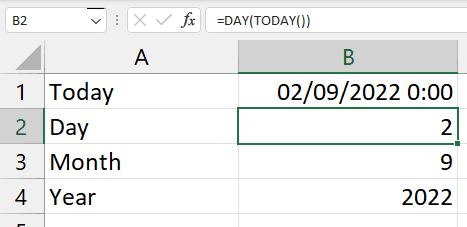 B2 fx =DAY(TODAY())
A B
1 Today 02/09/2022 0:00
2 Day 2
3 Month 9
4 Year 2022